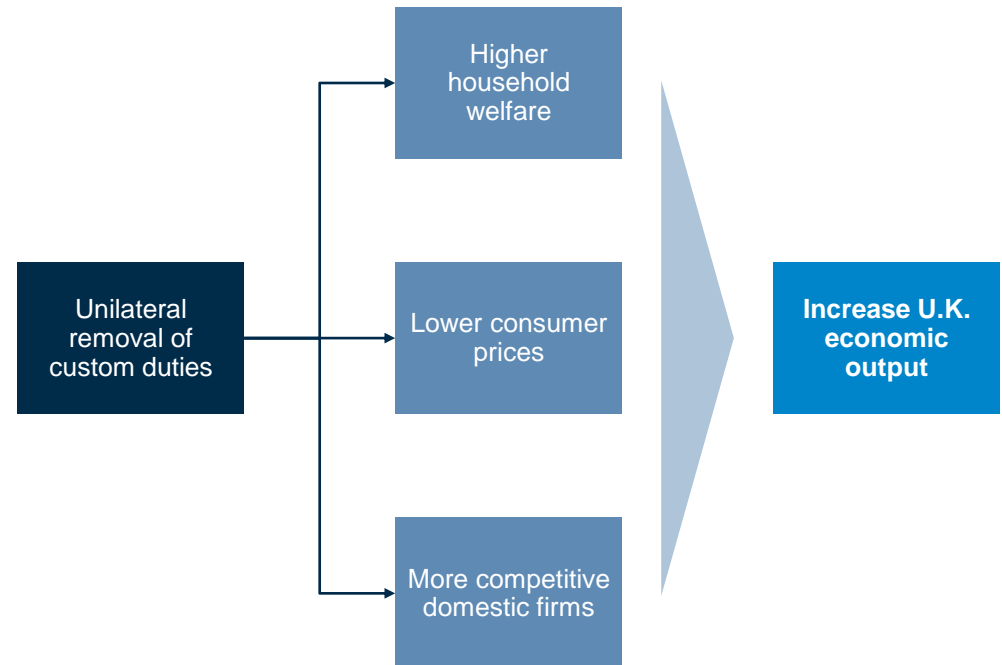 Higher
household
welfare
Unilateral
removal of
custom duties
Lower consumer
prices
Increase U.K.
economic
output
More competitive
domestic firms